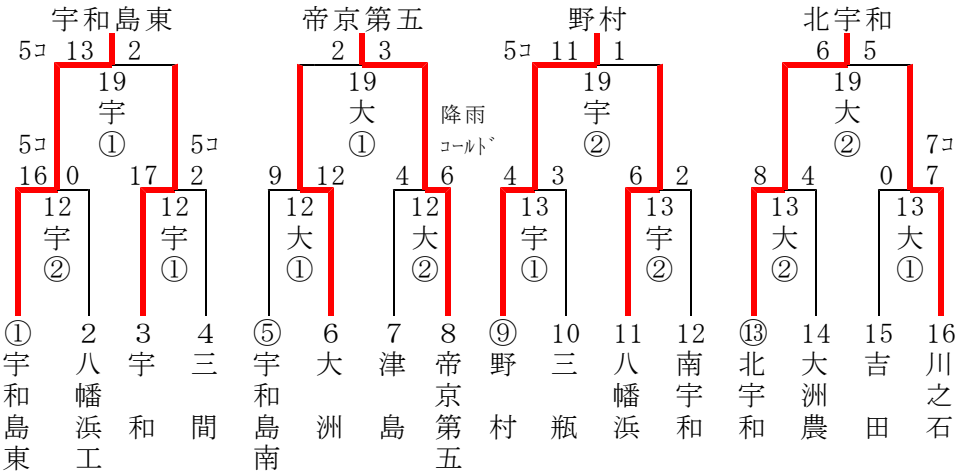 宇和島東 帝京第五 野村 北宇和
5コ 13 2 2 3 5コ 11 1 6 5
19 19 19 19
宇 大 宇 大
① ① ② ②
降雨
コールド
5コ 5コ 7コ
16 0 17 2 9 12 4 6 4 3 6 2 8 4 0 7
12 12 12 12 13 13 13 13
宇 宇 大 大 宇 宇 大 大
② ① ① ② ① ② ② ①
① 2 3 4 ⑤ 6 7 8 ⑨ 10 11 12 ⑬ 14 15 16
宇和島東
八幡浜工
宇和
三間
宇和島南
大洲
津島
帝京第五
野村
三瓶
八幡浜
南宇和
北宇和
大洲農
吉田
川之石